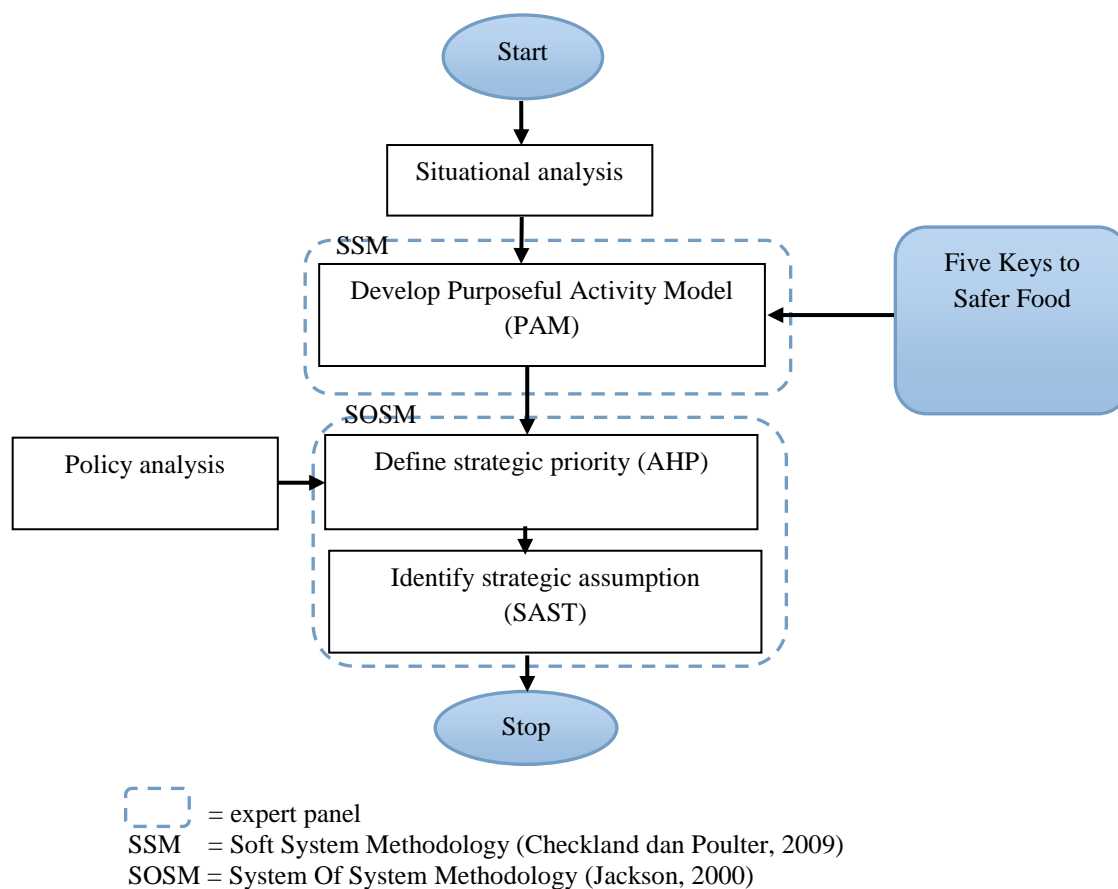 Start
Situational analysis
SSM
Develop Purposeful Activity Model
(PAM)
Five Keys to
Safer Food
SOSM
Policy analysis
Define strategic priority (AHP)
Identify strategic assumption
(SAST)
Stop
= expert panel
SSM = Soft System Methodology (Checkland dan Poulter, 2009)
SOSM = System Of System Methodology (Jackson, 2000)